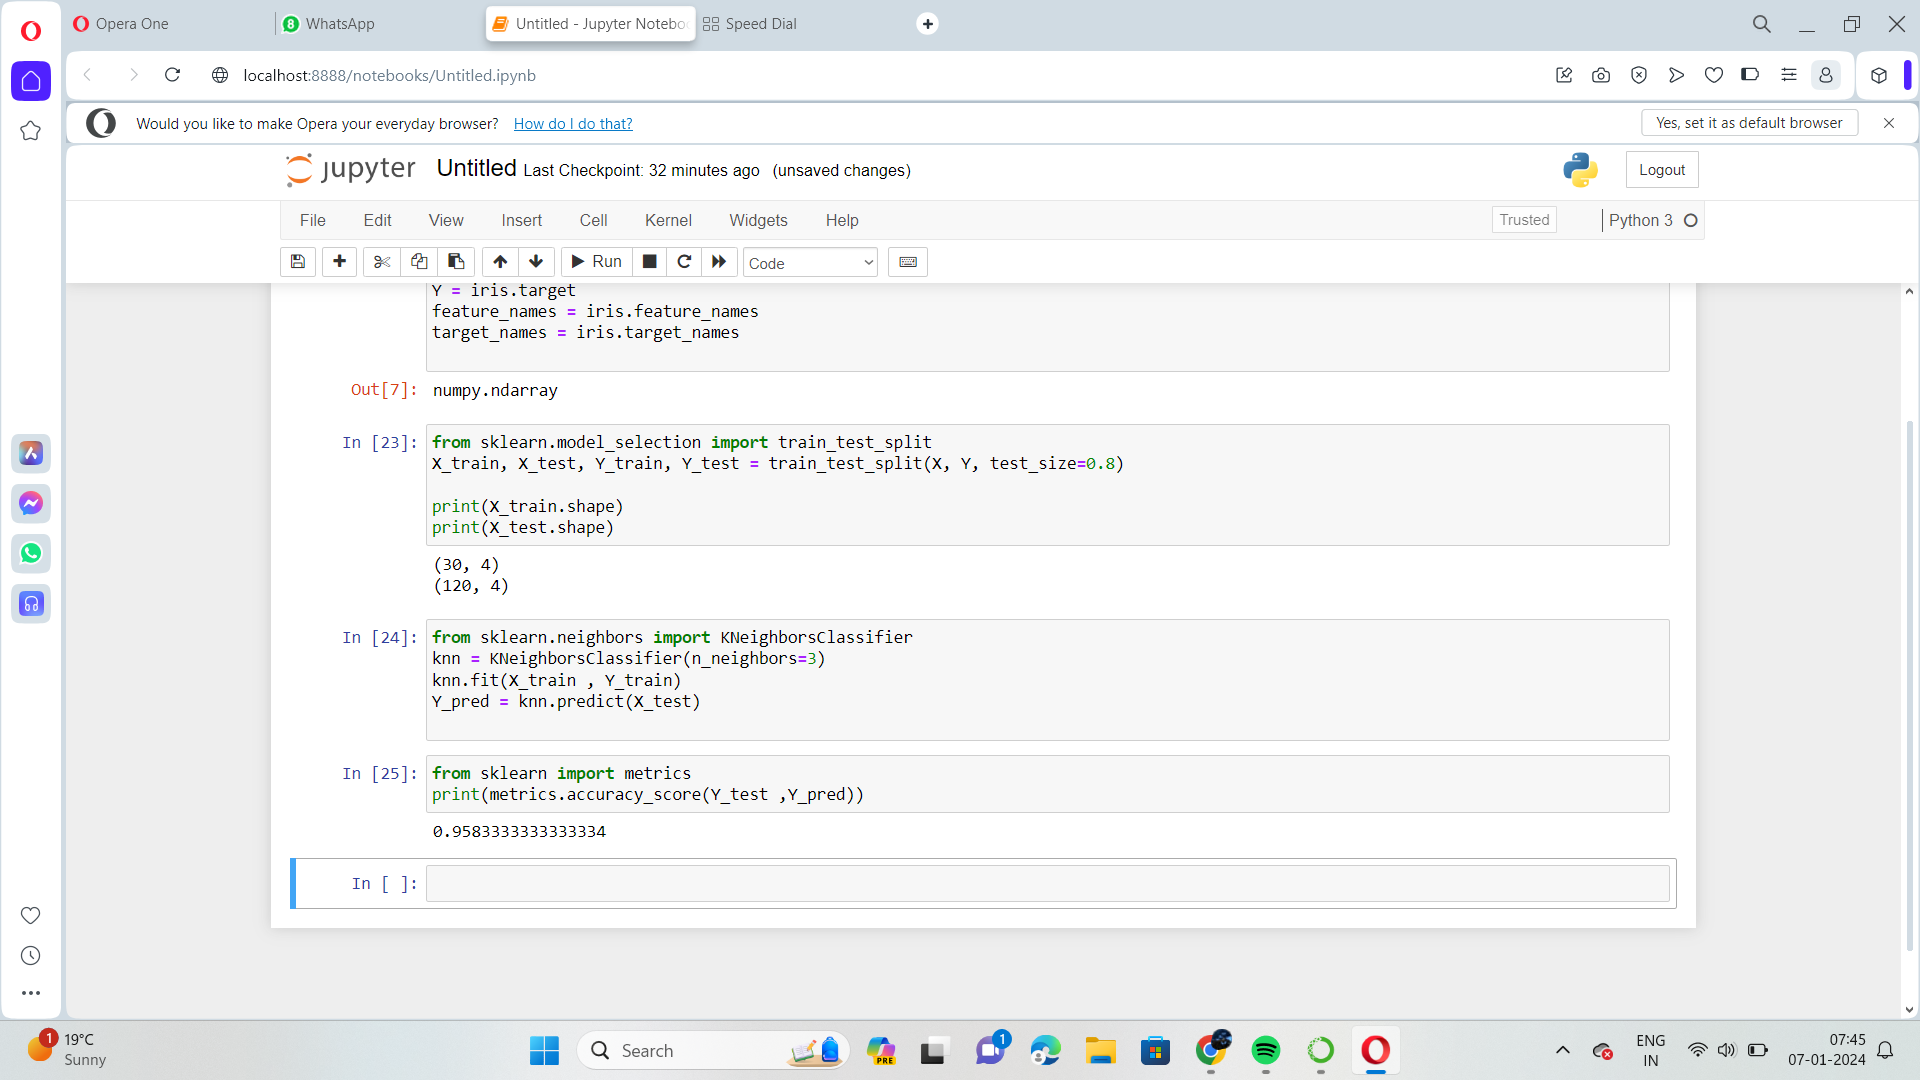 Opera One
8
WhatsApp
Untitled - Jupyter Notebo
Speed Dial
localhost:8888/notebooks/Untitled.ipynb
Would you like to make Opera your everyday browser? How do I do that?
Yes, set it as default browser
jupyter Untitled Last Checkpoint: 32 minutes ago (unsaved changes)
Logout
File Edit View Insert Cell Kernel Widgets Help
Trusted
Python 3
Run
Code
Y = iris.target
feature_names = iris.feature_names
target_names = iris.target_names
Out[7]: numpy.ndarray
In [23]: from sklearn.model_selection import train_test_split
X_train, X_test, Y_train, Y_test = train_test_split(X, Y, test_size=0.8)
print(X_train.shape)
print(X_test.shape)
(30, 4)
(120, 4)
In [24]: from sklearn.neighbors import KNeighborsClassifier
knn = KNeighborsClassifier(n_neighbors=3)
knn.fit(X_train , Y_train)
Y_pred = knn.predict(X_test)
In [25]: from sklearn import metrics
print(metrics.accuracy_score(Y_test ,Y_pred))
0.9583333333333334
In [ ]:
1
19°C
Sunny
Search
PRE
1
ENG
IN
07:45
07-01-2024